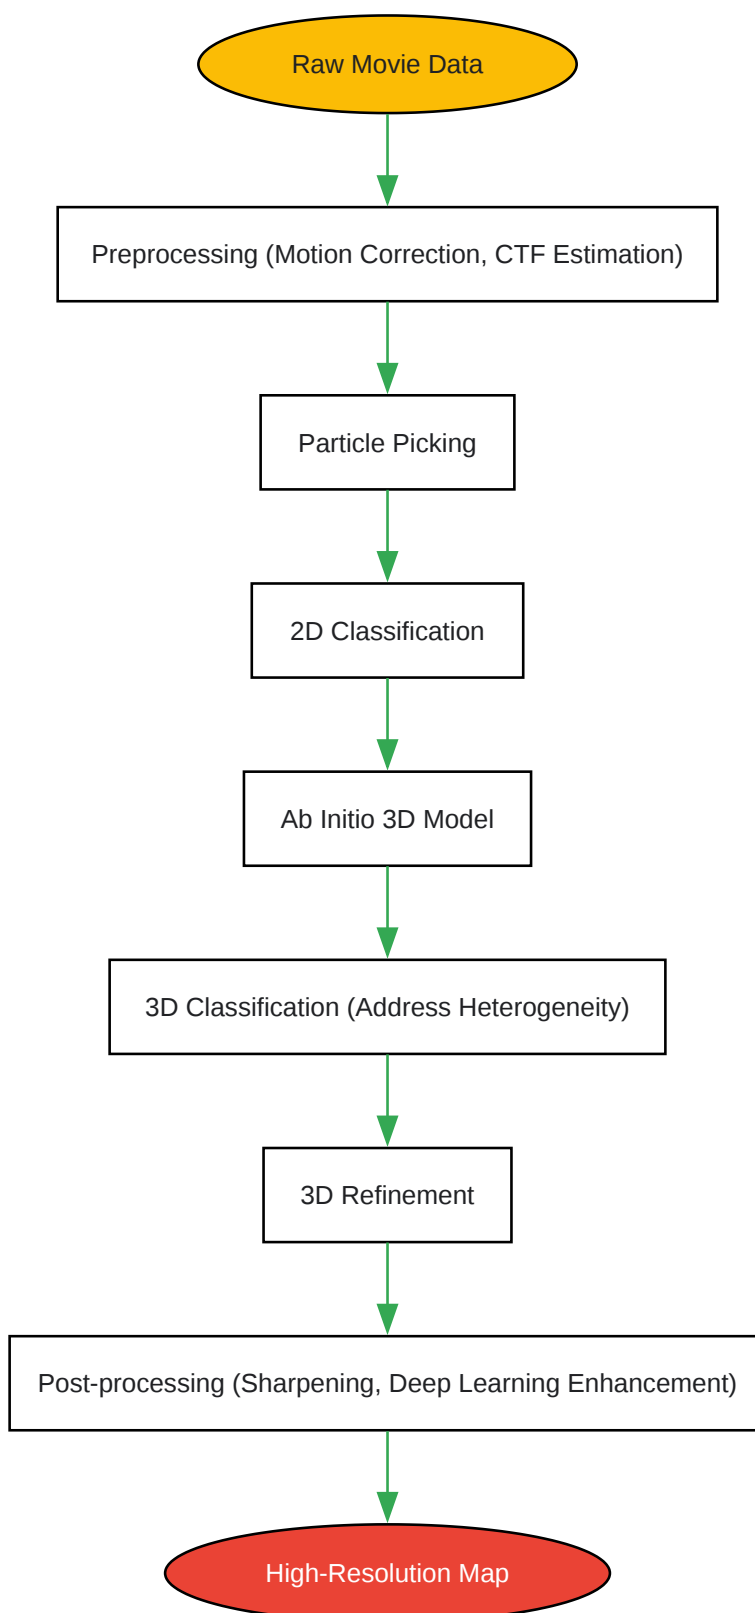 Raw Movie Data
Preprocessing (Motion Correction, CTF Estimation)
Particle Picking
2D Classification
Ab Initio 3D Model
3D Classification (Address Heterogeneity)
3D Refinement
Post-processing (Sharpening, Deep Learning Enhancement)
High-Resolution Map